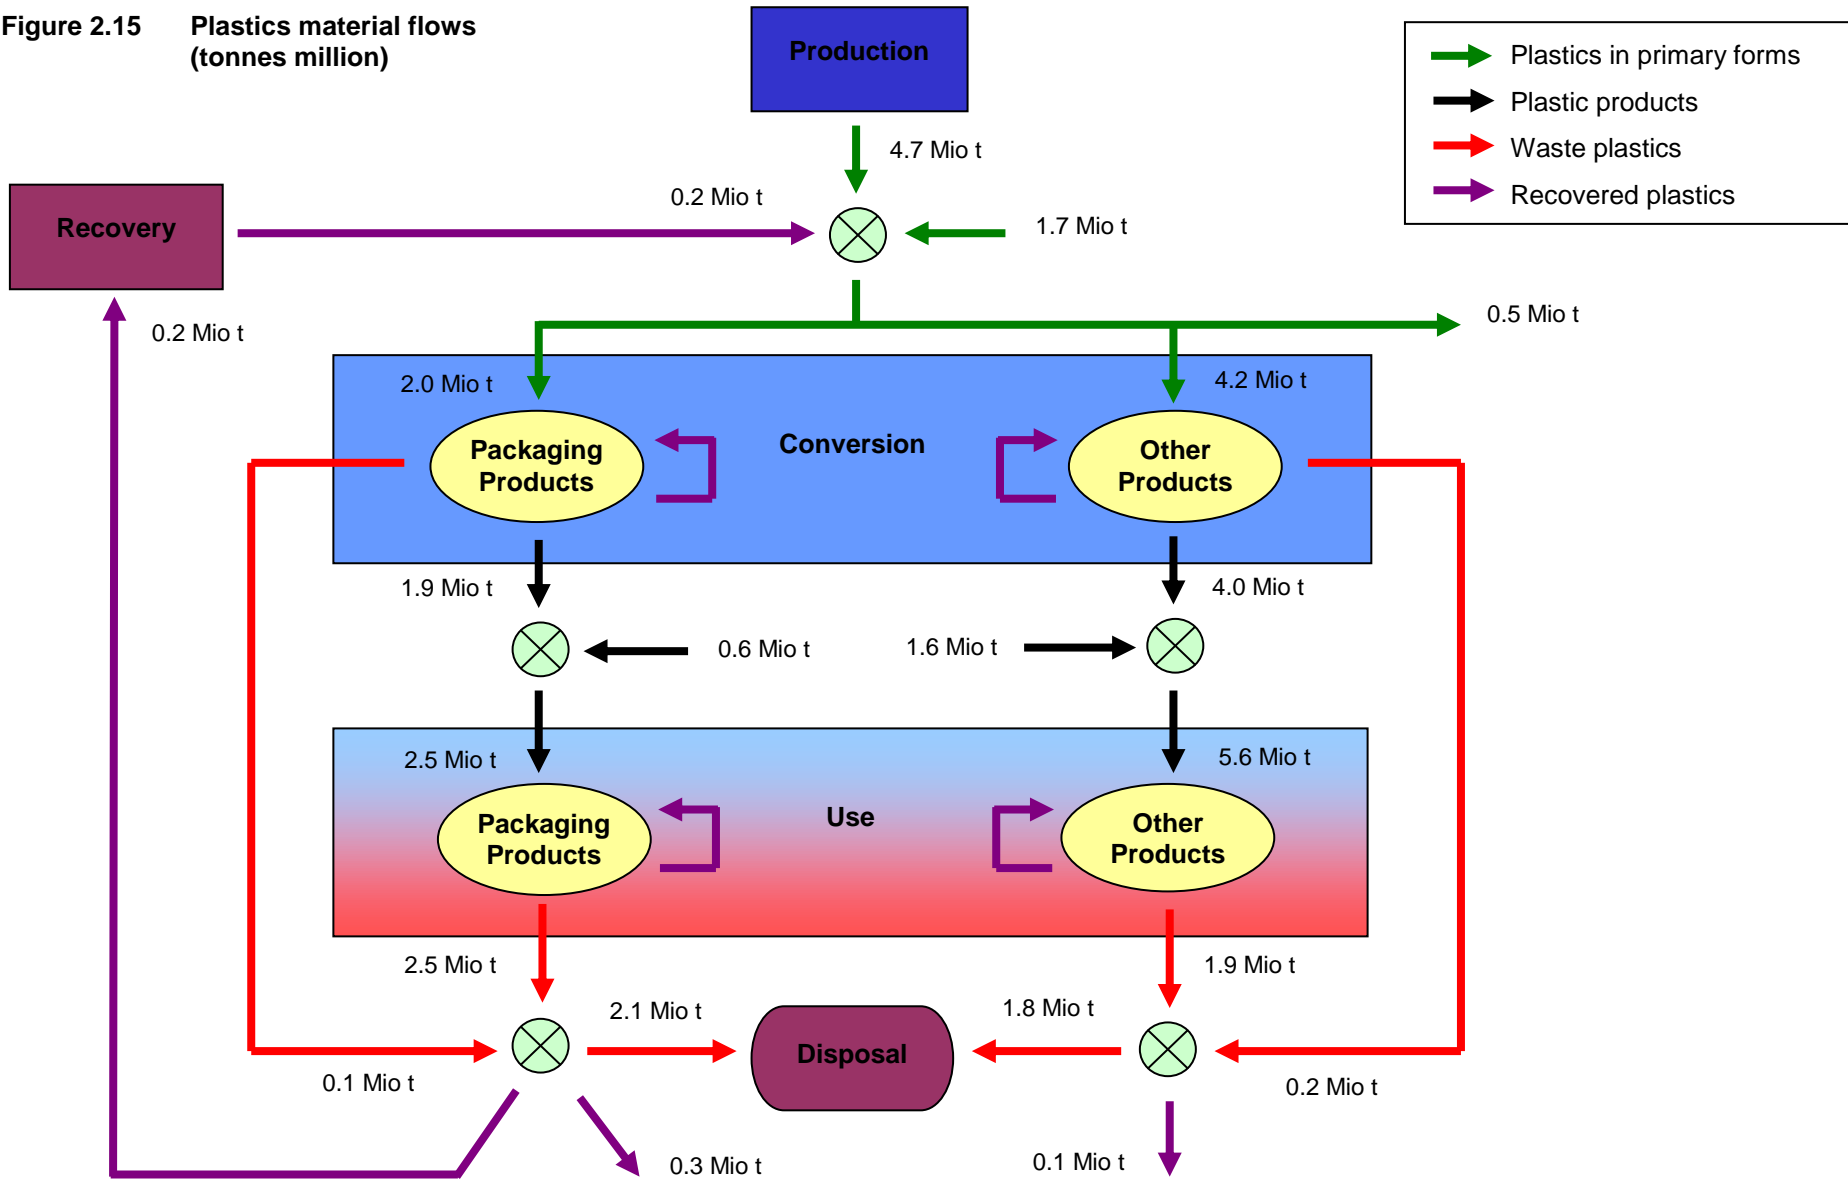 Figure 2.15 Plastics material flows
(tonnes million)
Production
Plastics in primary forms
Plastic products
Waste plastics
Recovered plastics
4.7 Mio t
0.2 Mio t
Recovery
1.7 Mio t
0.2 Mio t
0.5 Mio t
2.0 Mio t
4.2 Mio t
Packaging
Products
Conversion
Other
Products
1.9 Mio t
4.0 Mio t
0.6 Mio t
1.6 Mio t
2.5 Mio t
5.6 Mio t
Packaging
Products
Use
Other
Products
2.5 Mio t
1.9 Mio t
2.1 Mio t
1.8 Mio t
Disposal
0.1 Mio t
0.2 Mio t
0.3 Mio t
0.1 Mio t